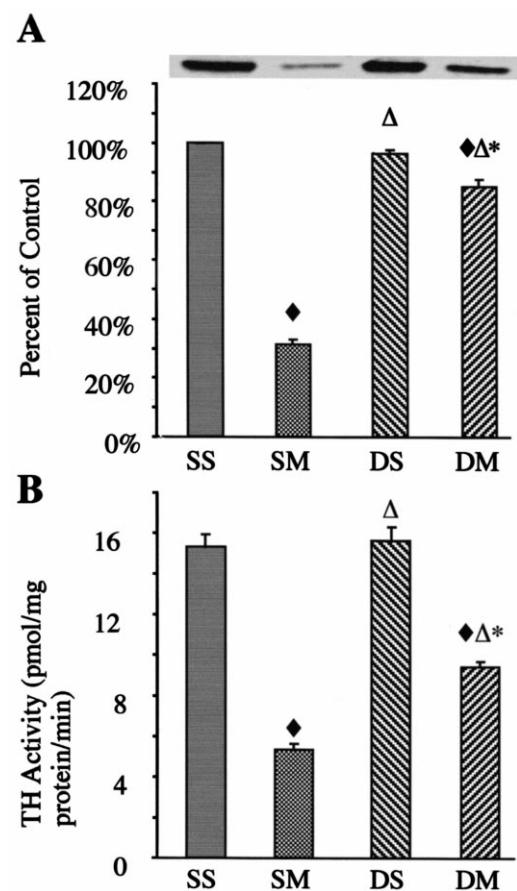 A
120%
Δ
100%
♦Δ*
80%
60%
Percent of Control
40%
♦
20%
0%
SS SM DS DM
B
Δ
16
12
♦Δ*
8
TH Activity (pmol/mg
protein/min)
♦
4
0
SS SM DS DM